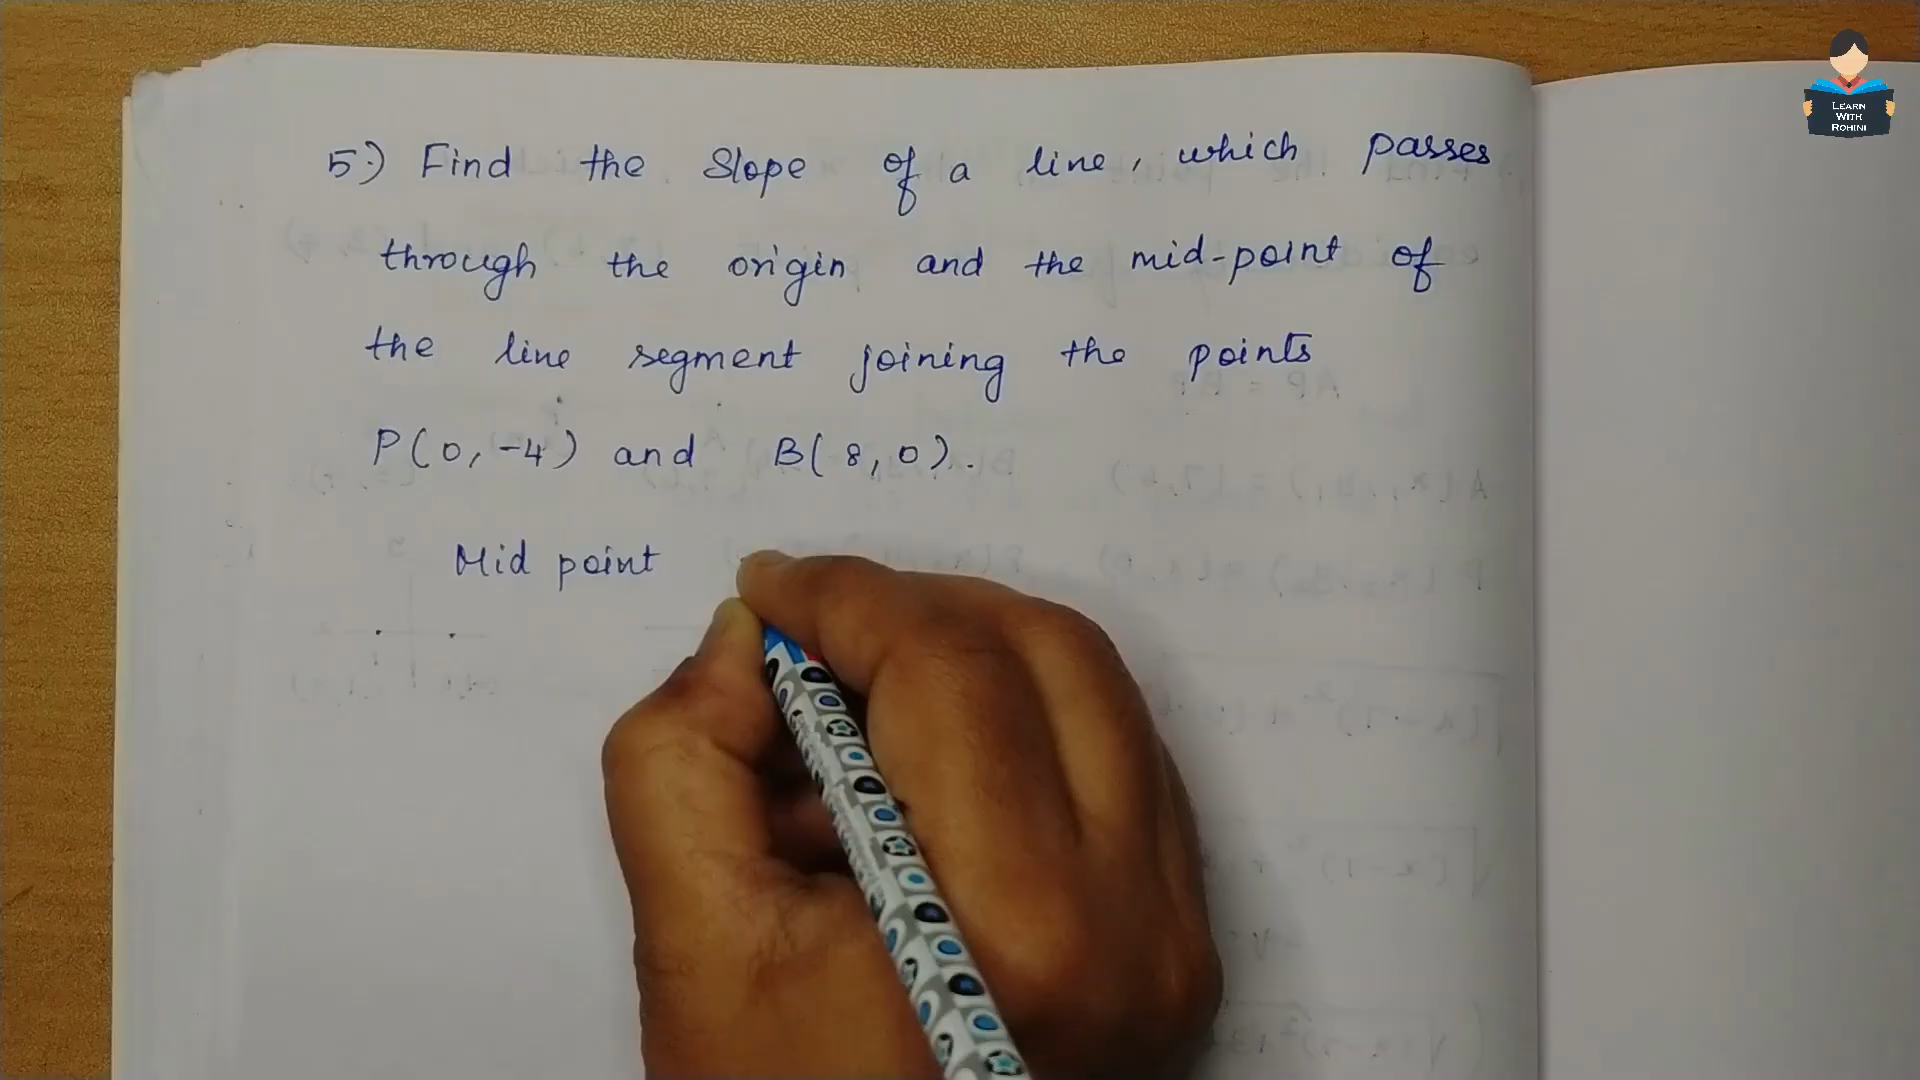 5.) Find the Slope of a line, which passes
through the origin and the mid-point of
the line segment joining the points
P(0, -4) and B(8, 0).
Mid point
LEARN
WITH
ROHINI